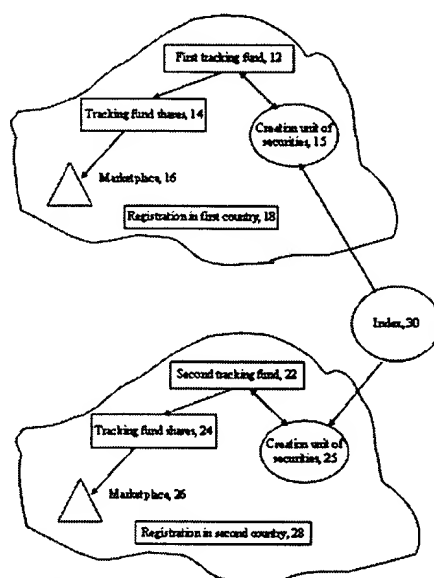 First tracking fund, 12
Tracking fund shares, 14
Creation unit of
securities, 15
Marketplace, 16
Registration in first country, 18
Index, 30
Second tracking fund, 22
Tracking fund shares, 24
Creation unit of
securities, 25
Marketplace, 26
Registration in second country, 28